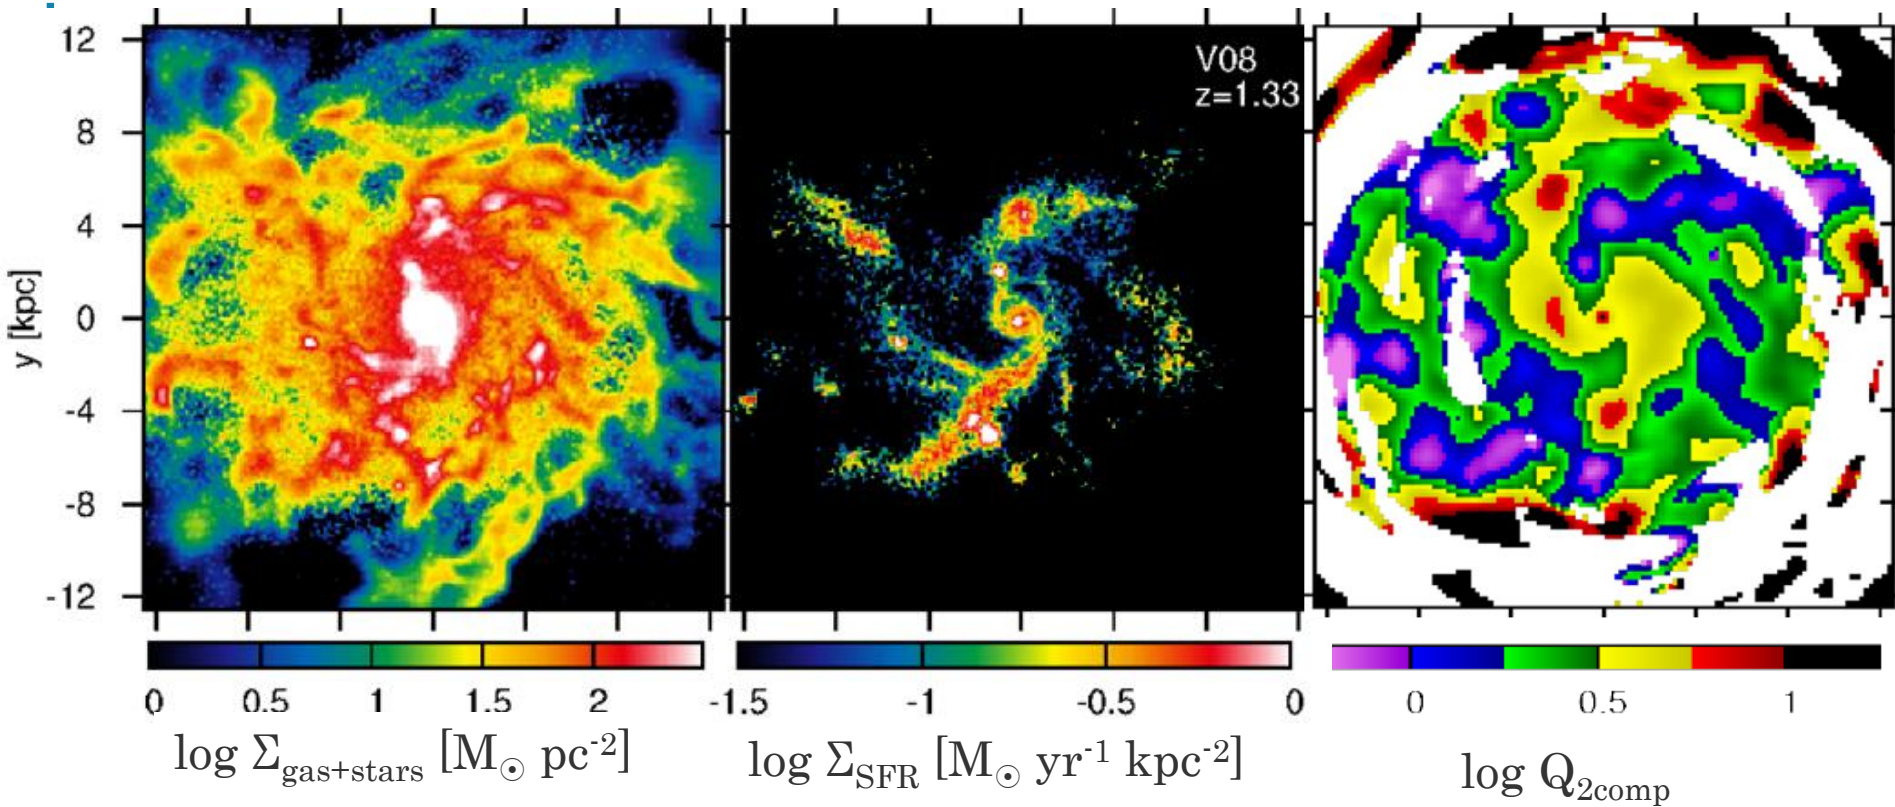 12
8
4
0
-4
-8
-12
y [kpc]
V08
z=1.33
0 0.5 1 1.5 2
-1.5 -1 -0.5 0
0 0.5 1
log Σgas+stars [M☉ pc-2]
log ΣSFR [M☉ yr-1 kpc-2]
log Q2comp